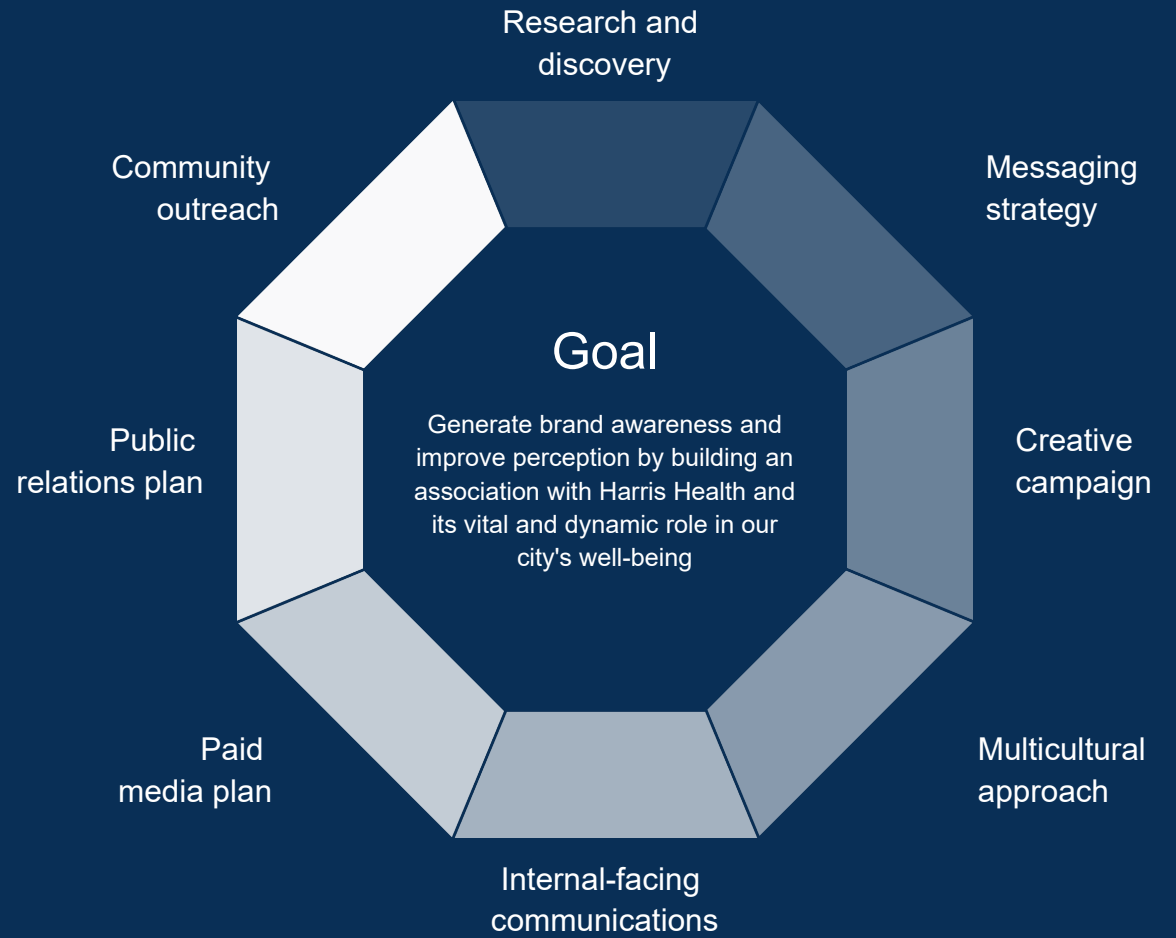 Research and
discovery
Community
outreach
Messaging
strategy
Goal
Generate brand awareness and
improve perception by building an
association with Harris Health and
its vital and dynamic role in our
city's well-being
Public
relations plan
Creative
campaign
Paid
media plan
Multicultural
approach
Internal-facing
communications